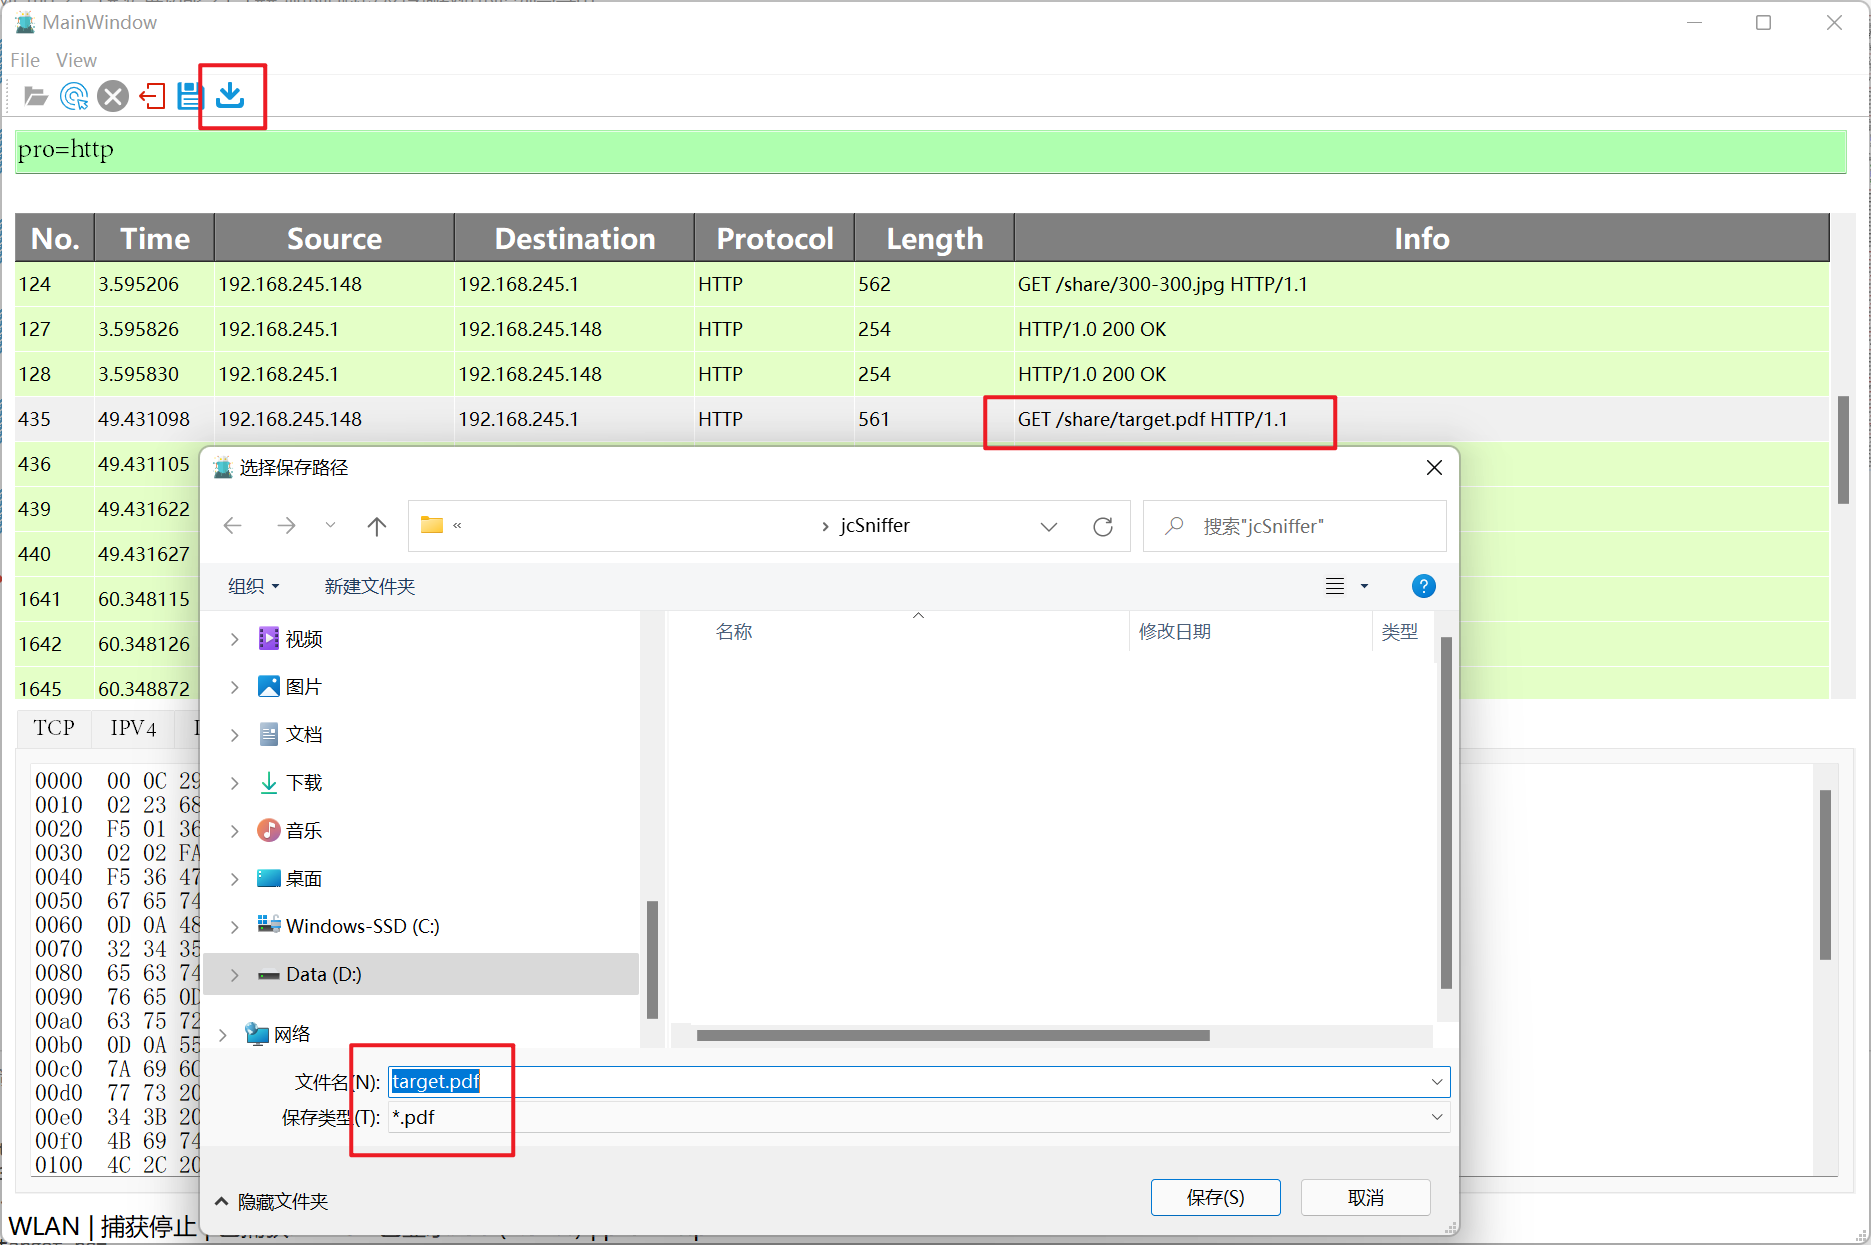 MainWindow
File View
pro=http
No. Time Source Destination Protocol Length Info
124 3.595206 192.168.245.148 192.168.245.1 HTTP 562 GET /share/300-300.jpg HTTP/1.1
127 3.595826 192.168.245.1 192.168.245.148 HTTP 254 HTTP/1.0 200 OK
128 3.595830 192.168.245.1 192.168.245.148 HTTP 254 HTTP/1.0 200 OK
435 49.431098 192.168.245.148 192.168.245.1 HTTP 561 GET /share/target.pdf HTTP/1.1
436 49.431105
439 49.431622
440 49.431627
1641 60.348115
1642 60.348126
1645 60.348872
TCP IPV4
0000 00 0C 29
0010 02 23 68
0020 F5 01 36
0030 02 02 FA
0040 F5 36 47
0050 67 65 74
0060 0D 0A 48
0070 32 34 35
0080 65 63 74
0090 76 65 0D
00a0 63 75 72
00b0 0D 0A 55
00c0 7A 69 6C
00d0 77 73 20
00e0 34 3B 20
00f0 4B 69 74
0100 4C 2C 20
WLAN | 捕获停止
选择保存路径
« › jcSniffer
搜索"jcSniffer"
组织 新建文件夹
名称 修改日期 类型
视频
图片
文档
下载
音乐
桌面
Windows-SSD (C:)
Data (D:)
网络
文件名(N): target.pdf
保存类型(T): *.pdf
隐藏文件夹
保存(S) 取消